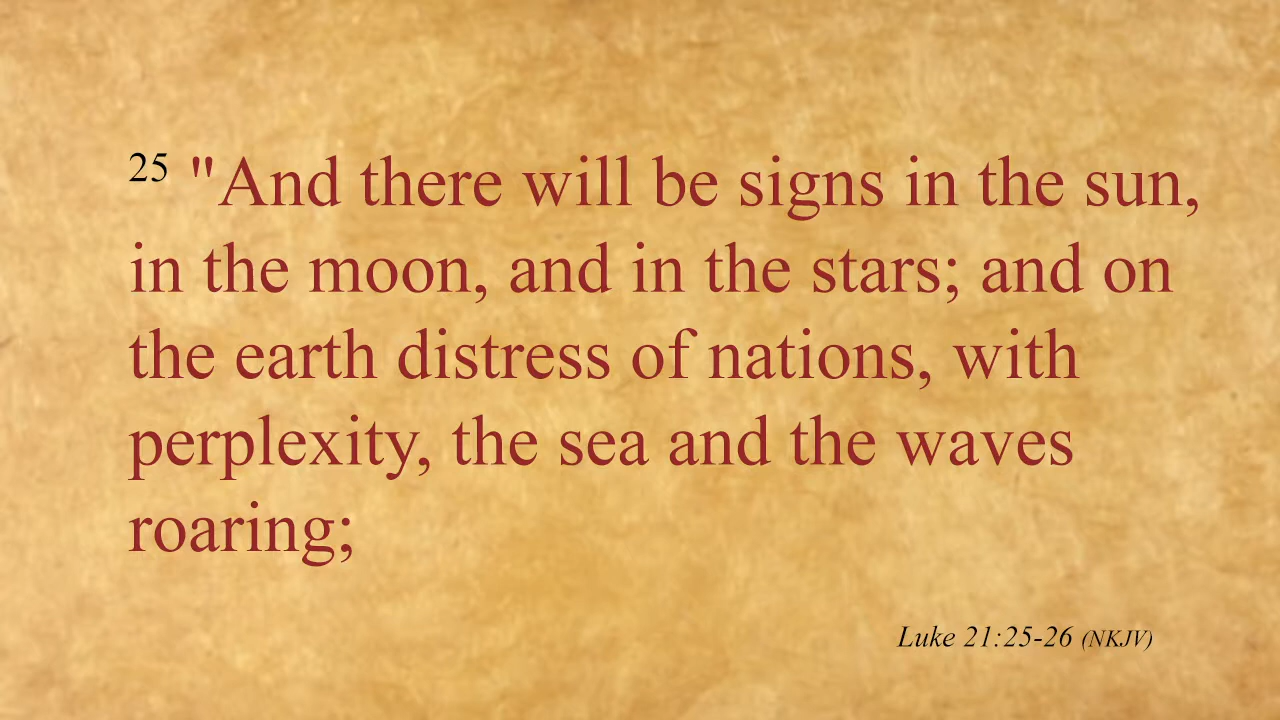 25 "And there will be signs in the sun,
in the moon, and in the stars; and on
the earth distress of nations, with
perplexity, the sea and the waves
roaring;
Luke 21:25-26 (NKJV)